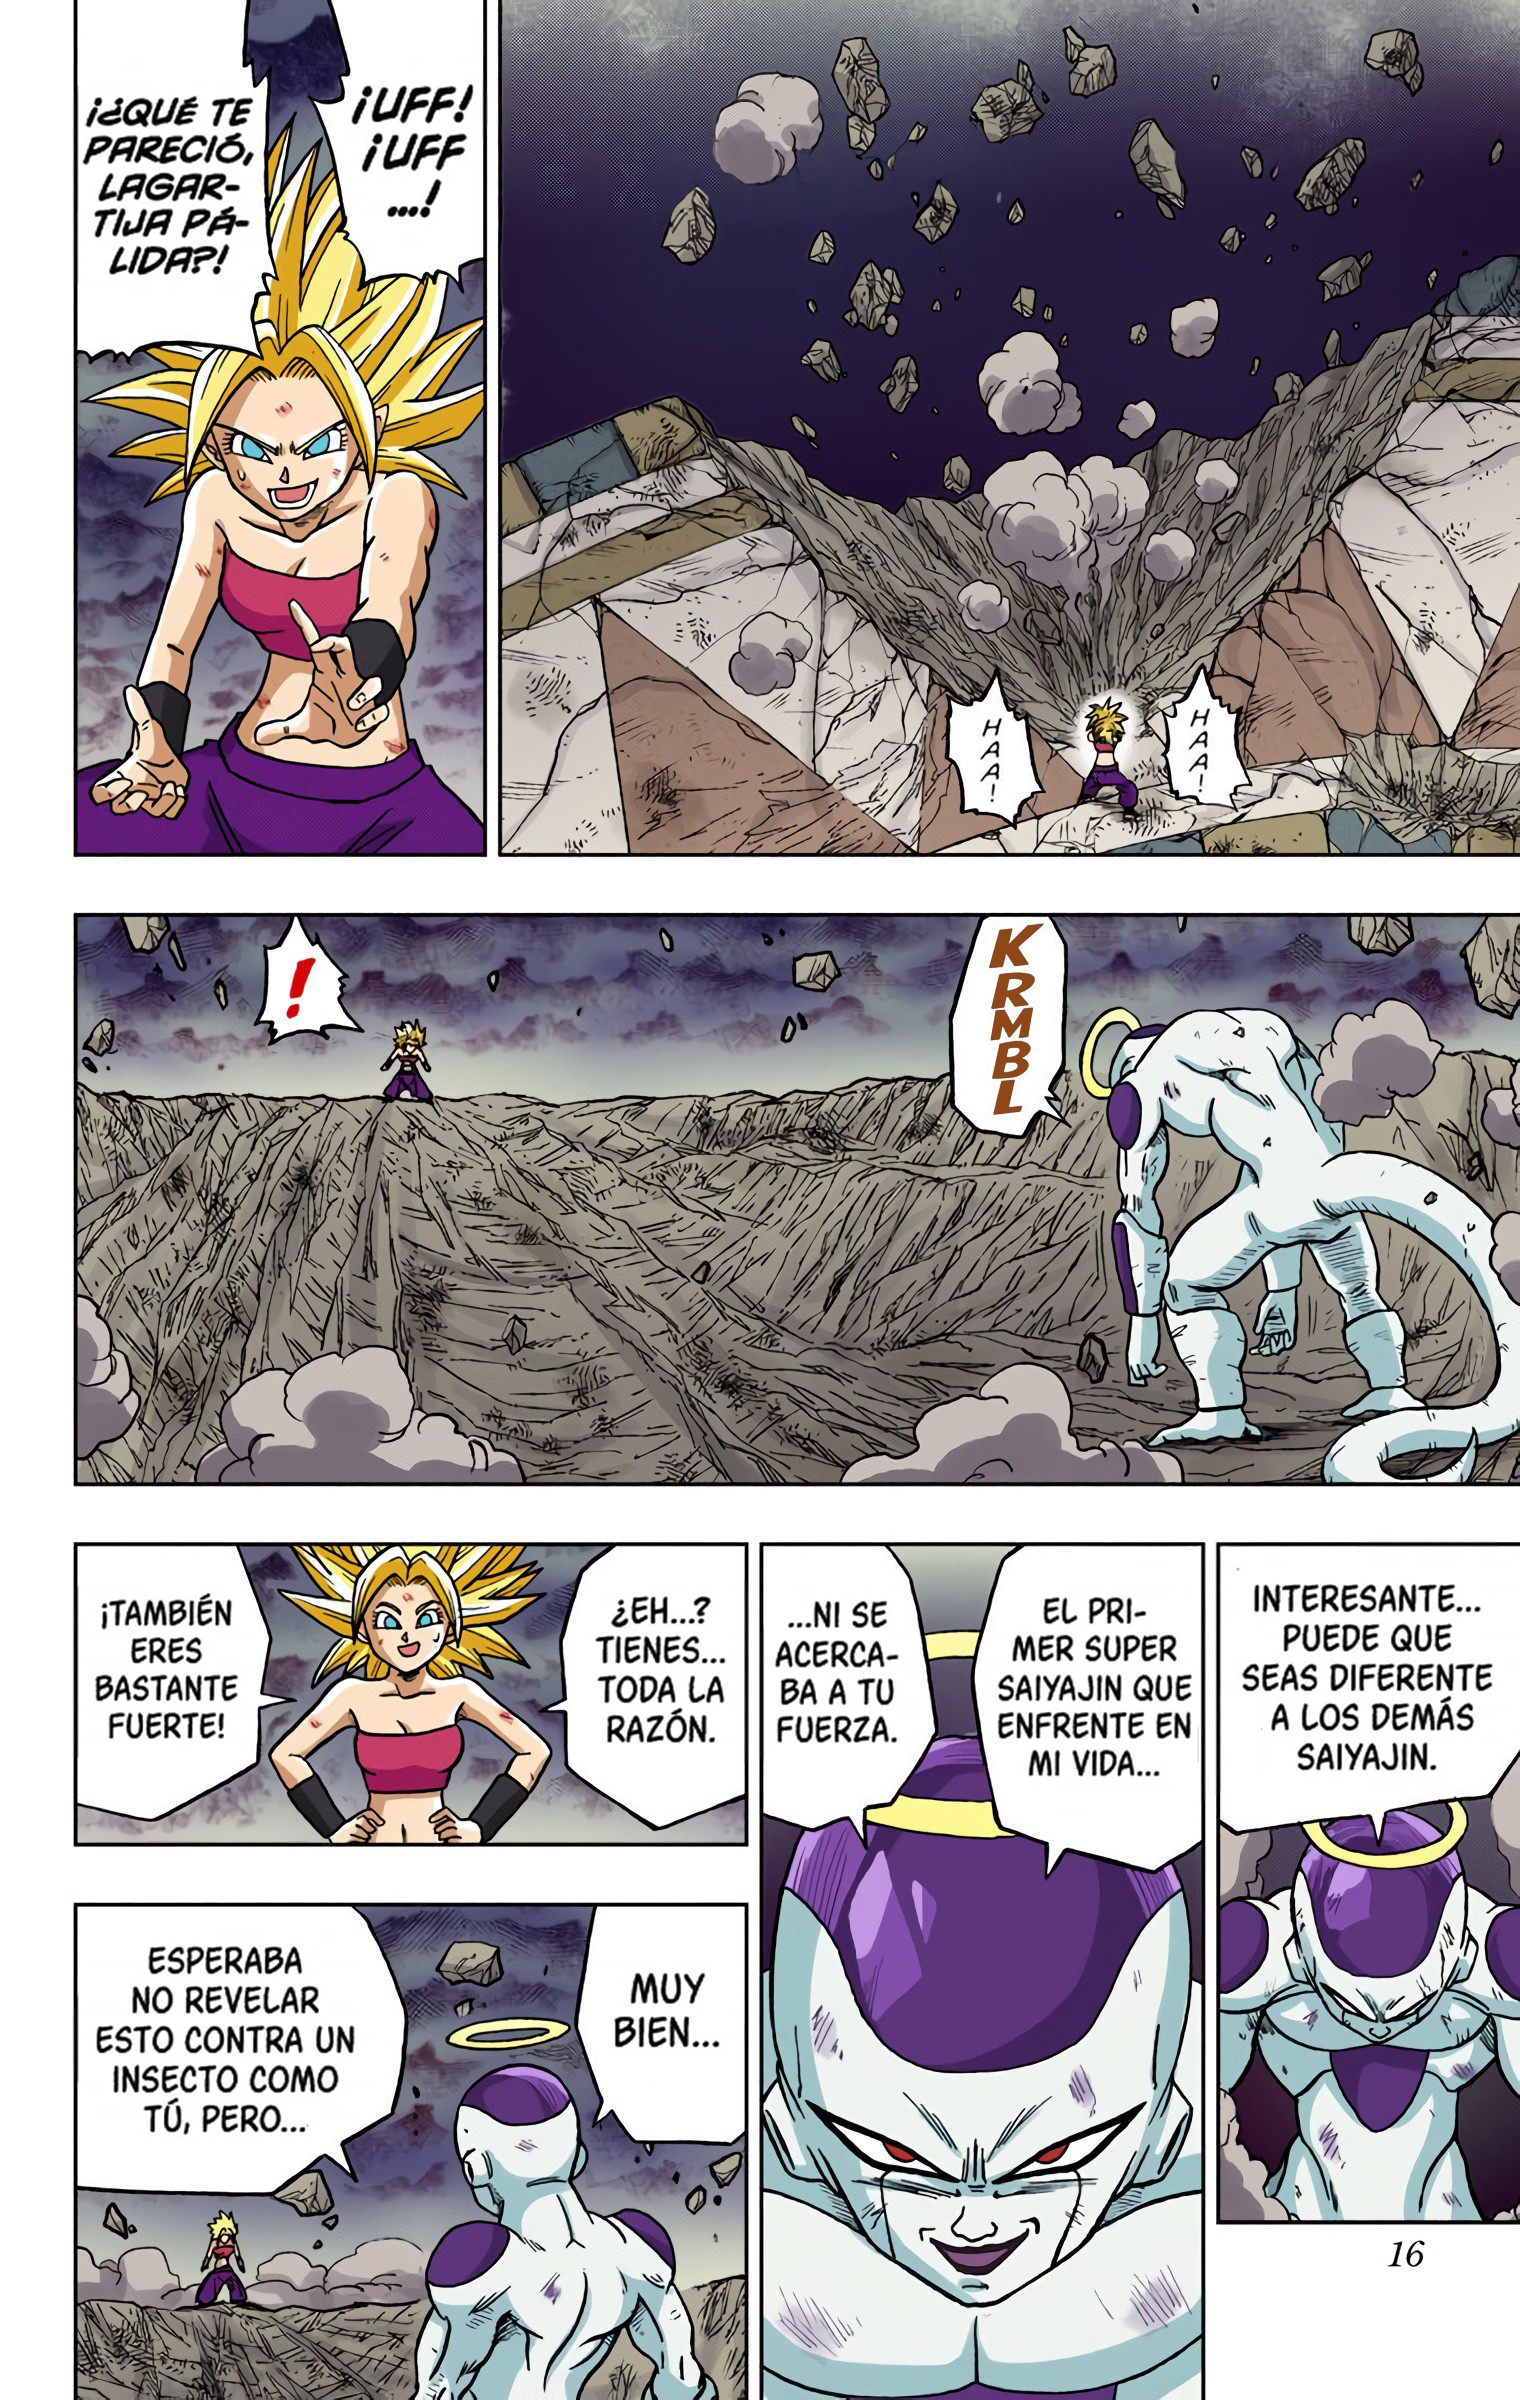 HAA!
HAA!
¡UFF!
¡UFF
...!
¡¿QUÉ TE
PARECIÓ,
LAGAR-
TIJA PÁ-
LIDA?!
KRMBL
!
INTERESANTE...
PUEDE QUE
SEAS DIFERENTE
A LOS DEMÁS
SAIYAJIN.
EL PRI-
MER SUPER
SAIYAJIN QUE
ENFRENTE EN
MI VIDA...
...NI SE
ACERCA-
BA A TU
FUERZA.
¿EH...?
TIENES...
TODA LA
RAZÓN.
¡TAMBIÉN
ERES
BASTANTE
FUERTE!
MUY
BIEN...
ESPERABA
NO REVELAR
ESTO CONTRA UN
INSECTO COMO
TÚ, PERO...
16